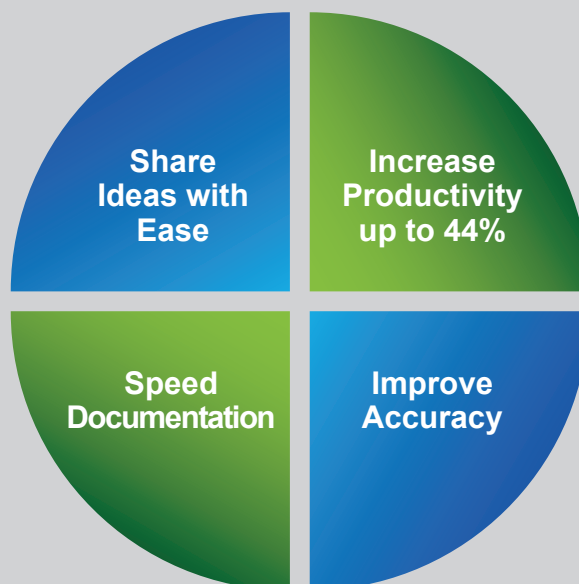 Share
Ideas with
Ease
Increase
Productivity
up to 44%
Speed
Documentation
Improve
Accuracy